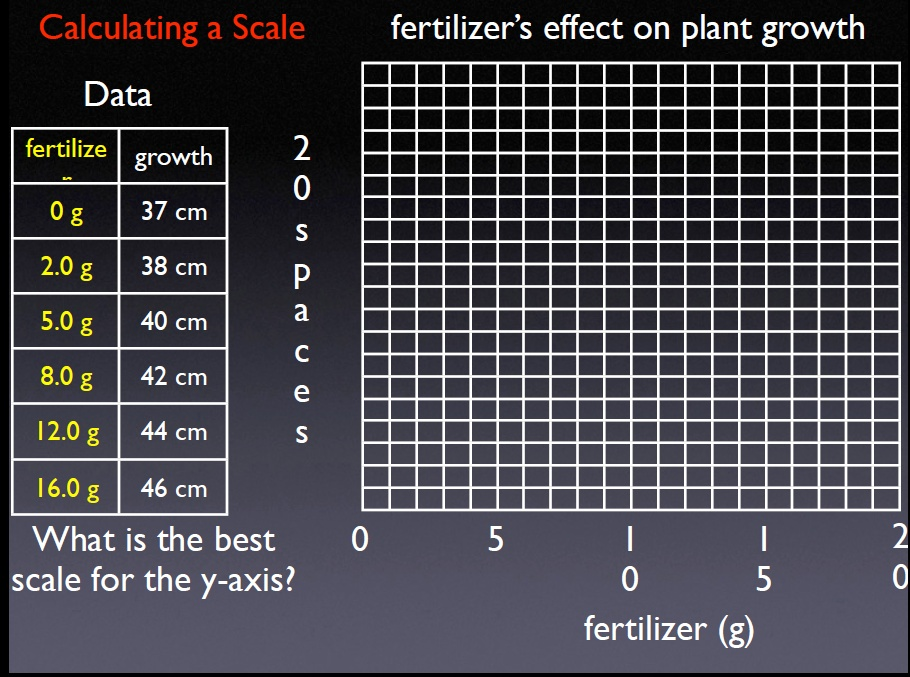 Calculating a Scale
fertilizer’s effect on plant growth
Data
fertilize
r
growth
0 g
37 cm
2.0 g
38 cm
5.0 g
40 cm
8.0 g
42 cm
12.0 g
44 cm
16.0 g
46 cm
What is the best
scale for the y-axis?
2
0
s
p
a
c
e
s
0
5
1
0
1
5
2
0
fertilizer (g)